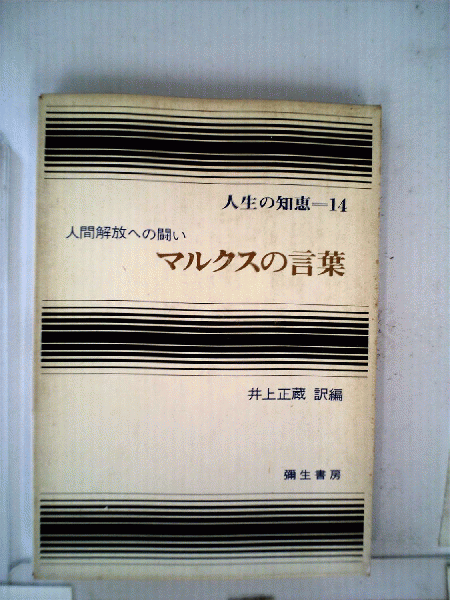 人生の知恵=14
人間解放への闘い
マルクスの言葉
井上正蔵 訳編
彌生書房